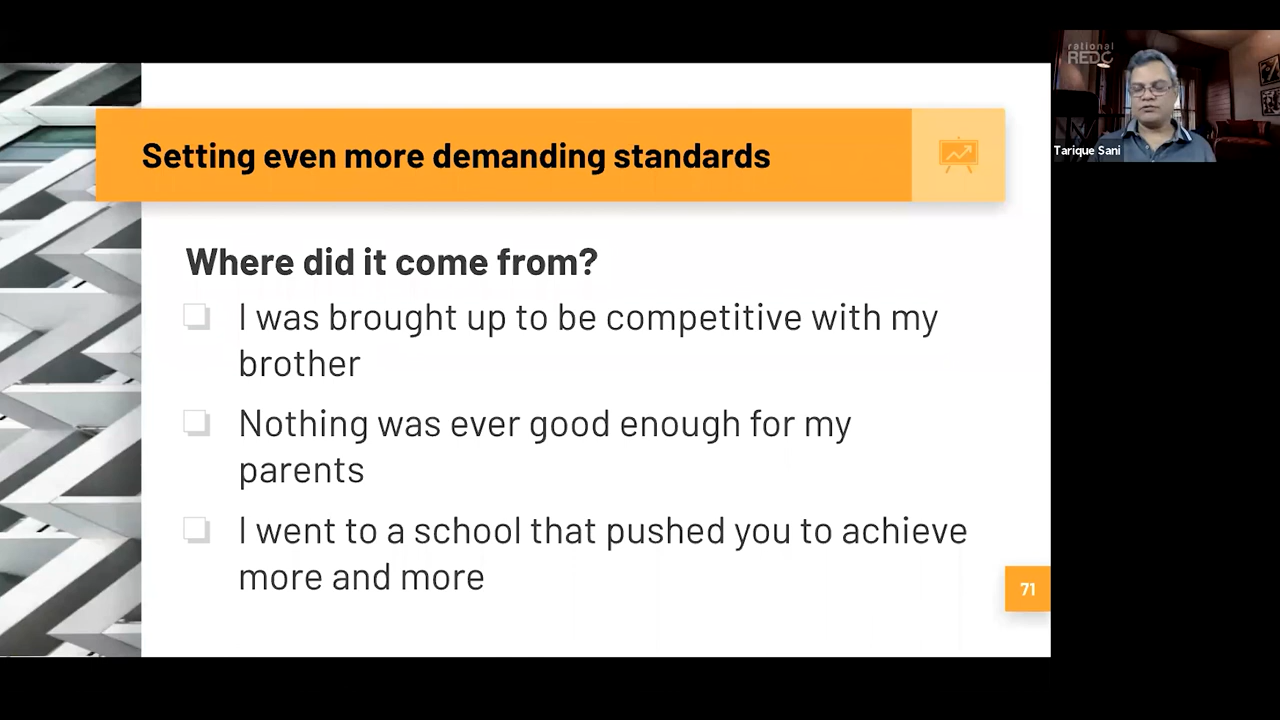 Setting even more demanding standards
Where did it come from?
I was brought up to be competitive with my
brother
Nothing was ever good enough for my
parents
I went to a school that pushed you to achieve
more and more
71
rational
REDC
Tarique Sani